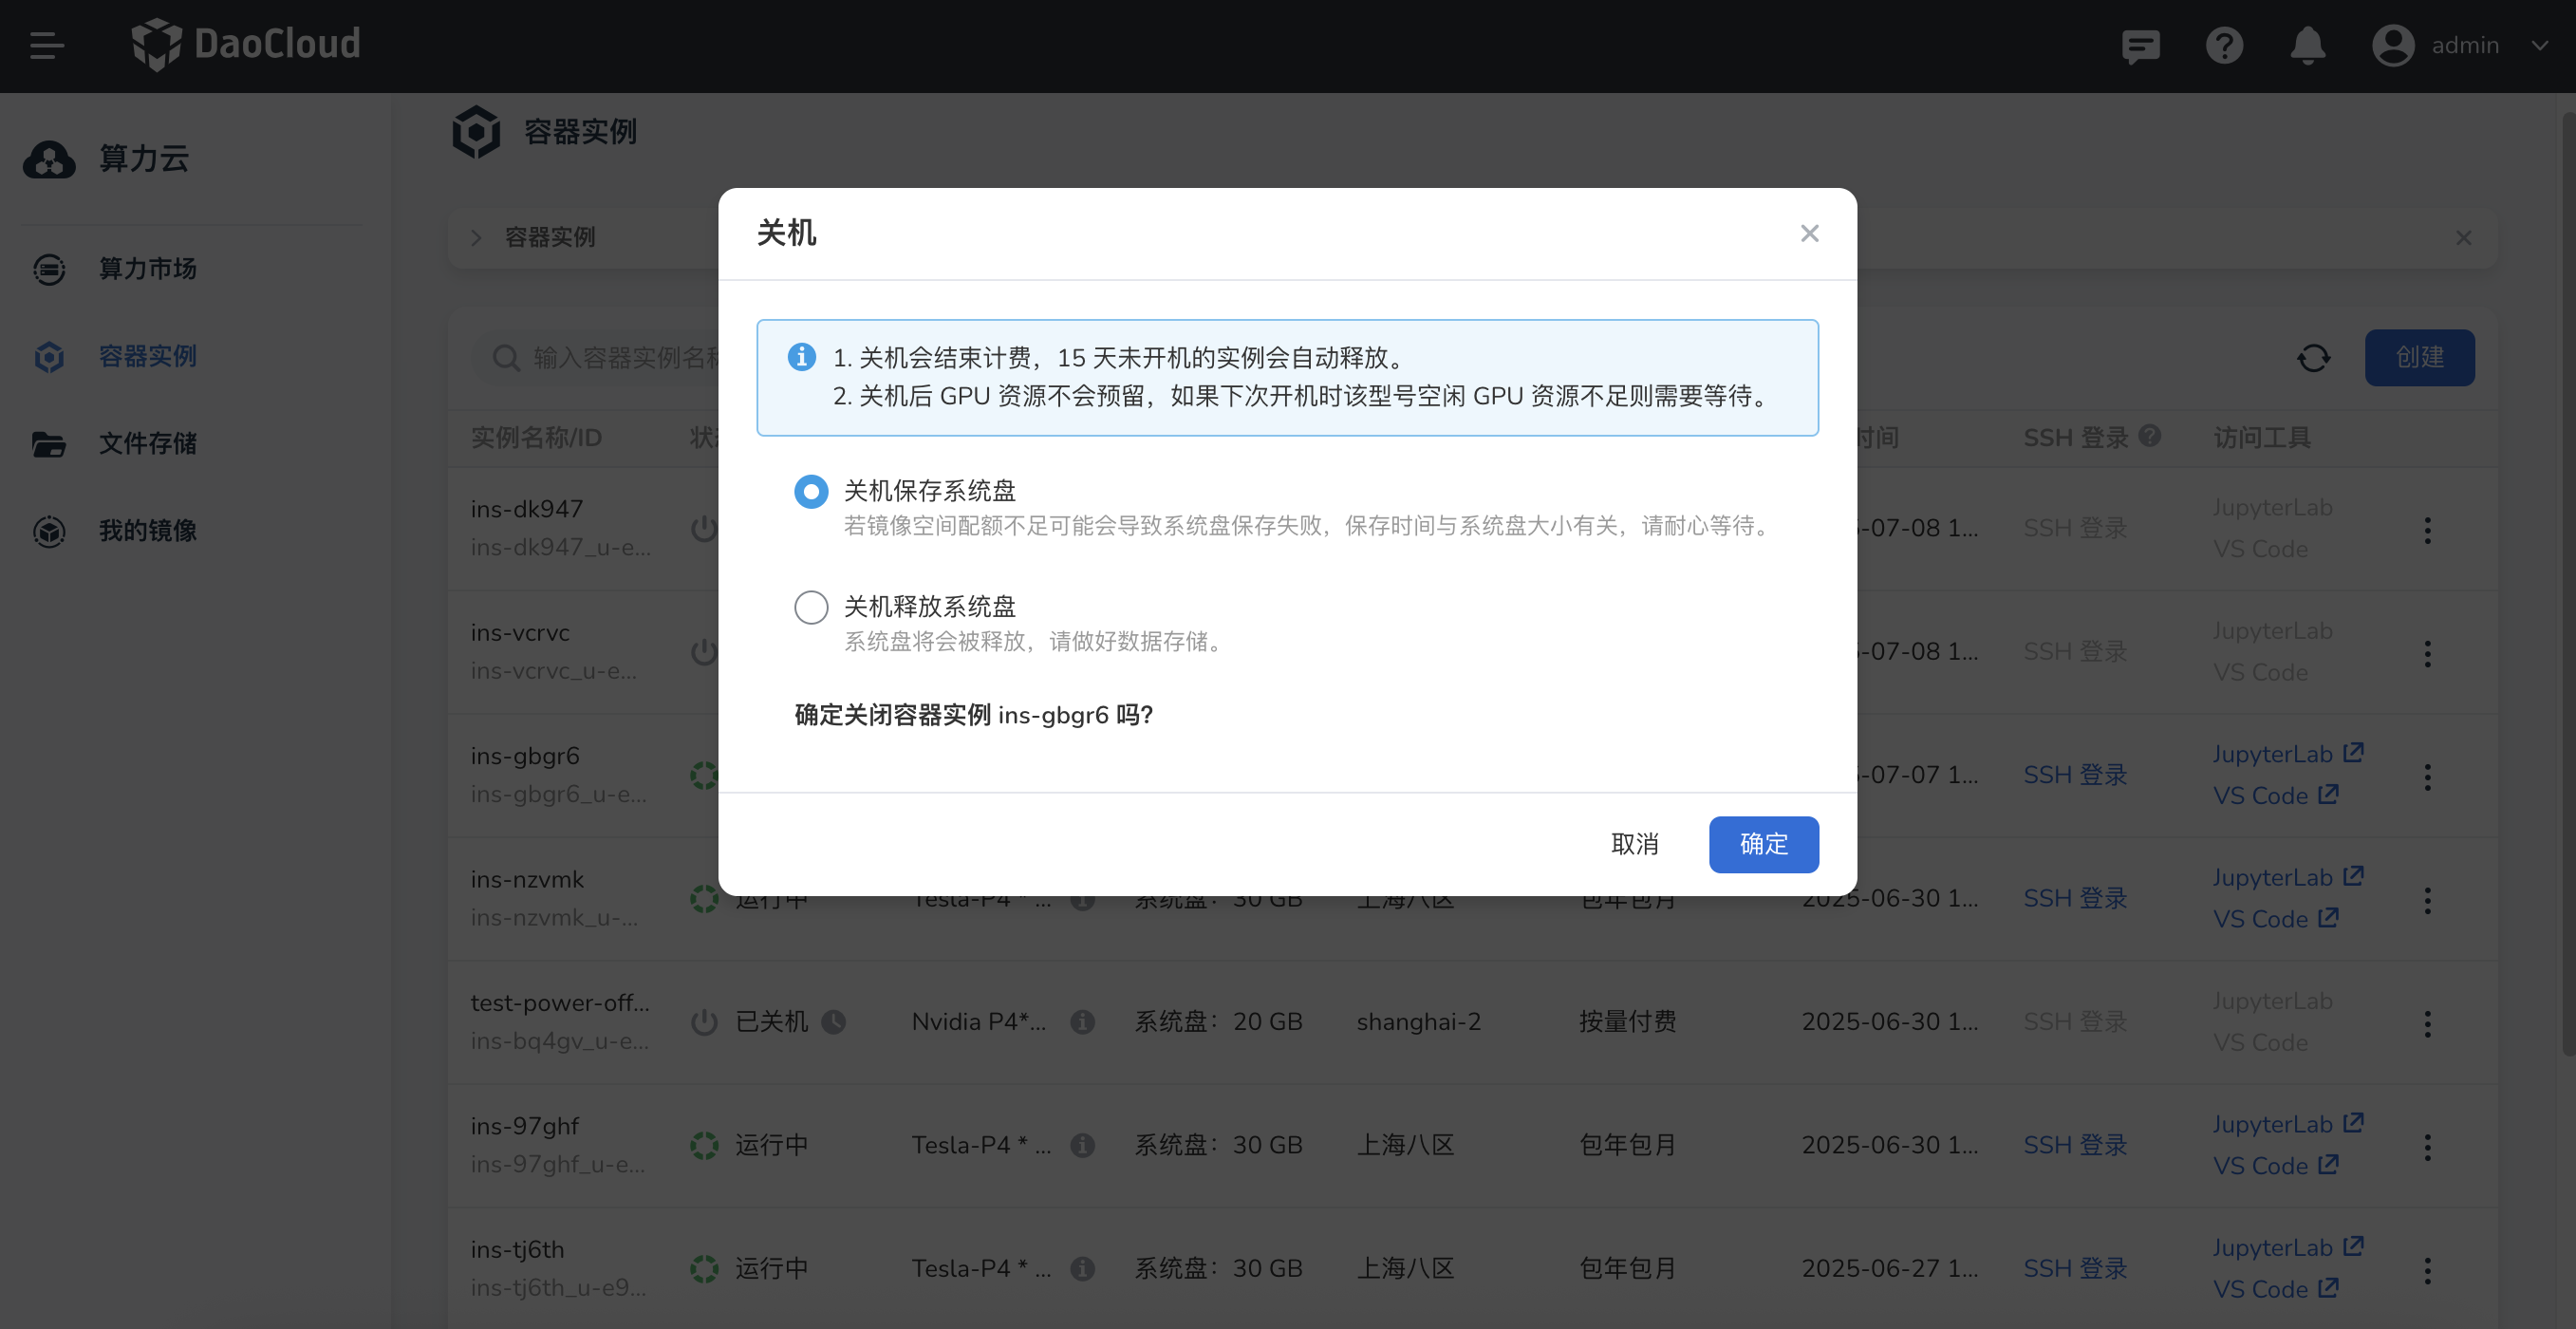 DaoCloud
admin
算力云
算力市场
容器实例
文件存储
我的镜像
容器实例
容器实例
创建
实例名称/ID
SSH 登录
访问工具
关机
1. 关机会结束计费，15 天未开机的实例会自动释放。
2. 关机后 GPU 资源不会预留，如果下次开机时该型号空闲 GPU 资源不足则需要等待。
关机保存系统盘
若镜像空间配额不足可能会导致系统盘保存失败，保存时间与系统盘大小有关，请耐心等待。
关机释放系统盘
系统盘将会被释放，请做好数据存储。
确定关闭容器实例 ins-gbgr6 吗?
取消
确定
ins-dk947
ins-dk947_u-e...
-07-08 1...
SSH 登录
JupyterLab
VS Code
ins-vcrvc
ins-vcrvc_u-e...
-07-08 1...
SSH 登录
JupyterLab
VS Code
ins-gbgr6
ins-gbgr6_u-e...
-07-07 1...
SSH 登录
JupyterLab
VS Code
ins-nzvmk
ins-nzvmk_u-...
运行中
Tesla-P4 * ...
系统盘：30 GB
上海八区
包年包月
2025-06-30 1...
SSH 登录
JupyterLab
VS Code
test-power-off...
ins-bq4gv_u-e...
已关机
Nvidia P4*...
系统盘：20 GB
shanghai-2
按量付费
2025-06-30 1...
SSH 登录
JupyterLab
VS Code
ins-97ghf
ins-97ghf_u-e...
运行中
Tesla-P4 * ...
系统盘：30 GB
上海八区
包年包月
2025-06-30 1...
SSH 登录
JupyterLab
VS Code
ins-tj6th
ins-tj6th_u-e9...
运行中
Tesla-P4 * ...
系统盘：30 GB
上海八区
包年包月
2025-06-27 1...
SSH 登录
JupyterLab
VS Code